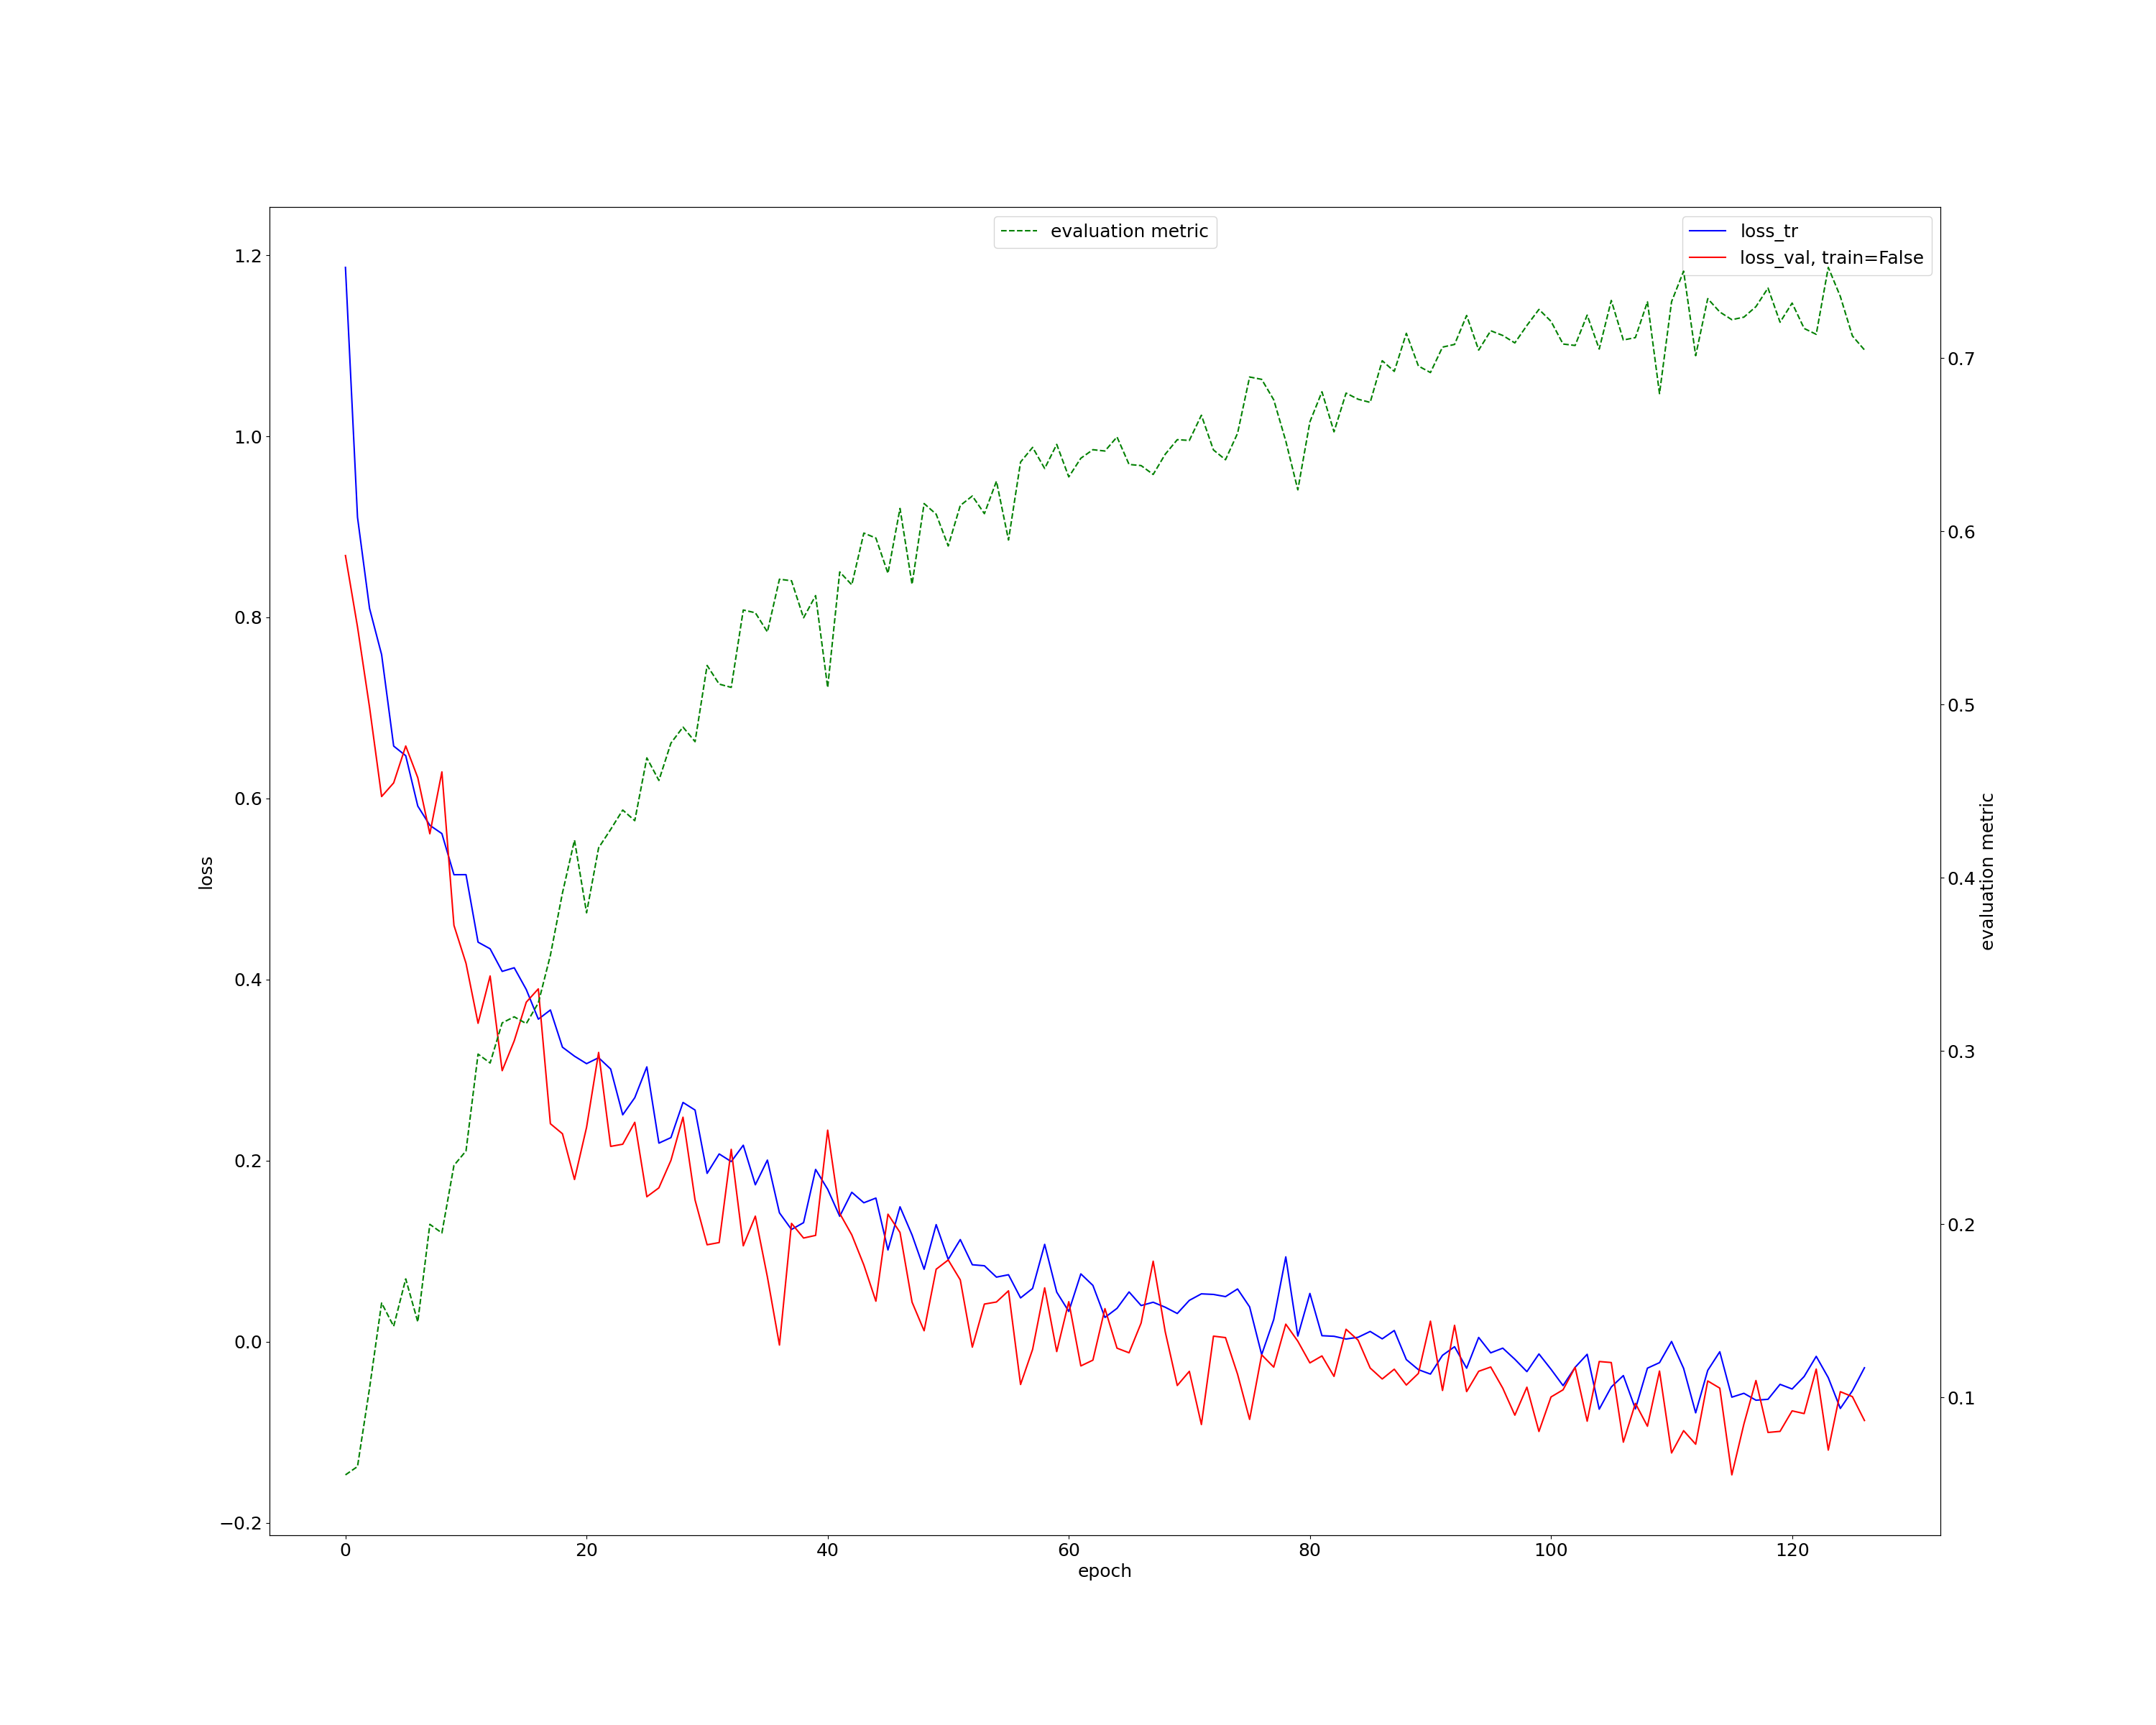 evaluation metric
loss_tr
loss_val, train=False
1.2
1.0
0.8
0.6
0.4
0.2
0.0
−0.2
loss
0.7
0.6
0.5
0.4
0.3
0.2
0.1
evaluation metric
0 20 40 60 80 100 120
epoch